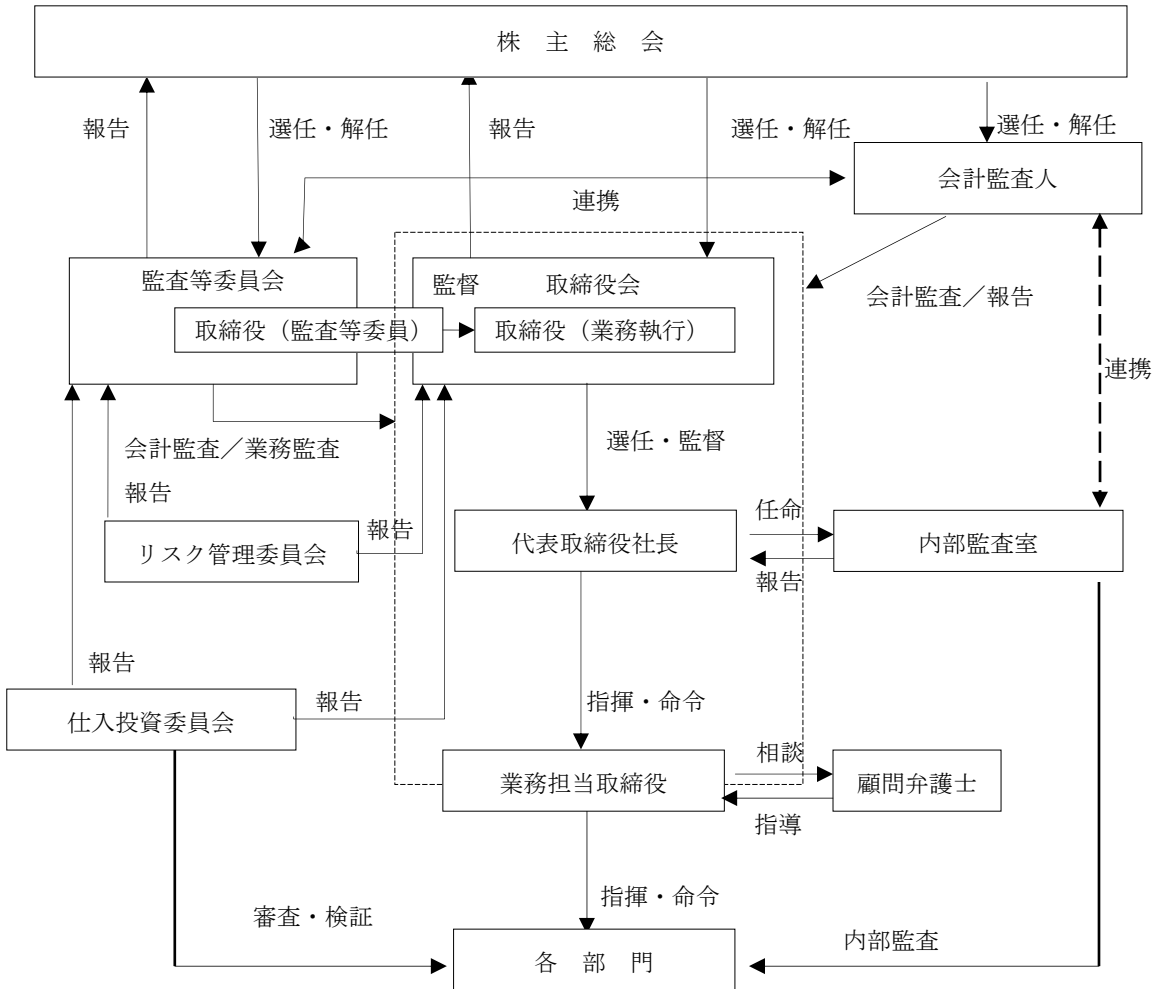 株 主 総 会
報告
選任・解任
報告
選任・解任
選任・解任
会計監査人
連携
監査等委員会
監督
取締役会
会計監査／報告
取締役（監査等委員）
取締役（業務執行）
連携
会計監査／業務監査
選任・監督
報告
報告
リスク管理委員会
代表取締役社長
任命
報告
内部監査室
報告
報告
仕入投資委員会
指揮・命令
業務担当取締役
相談
指導
顧問弁護士
指揮・命令
審査・検証
内部監査
各 部 門